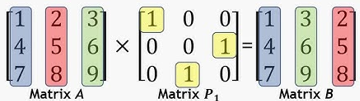 1 2 3   1 0 0   1 3 2
4 5 6 × 0 0 1 = 4 6 5
7 8 9   0 1 0   7 9 8
Matrix A Matrix P₁ Matrix B